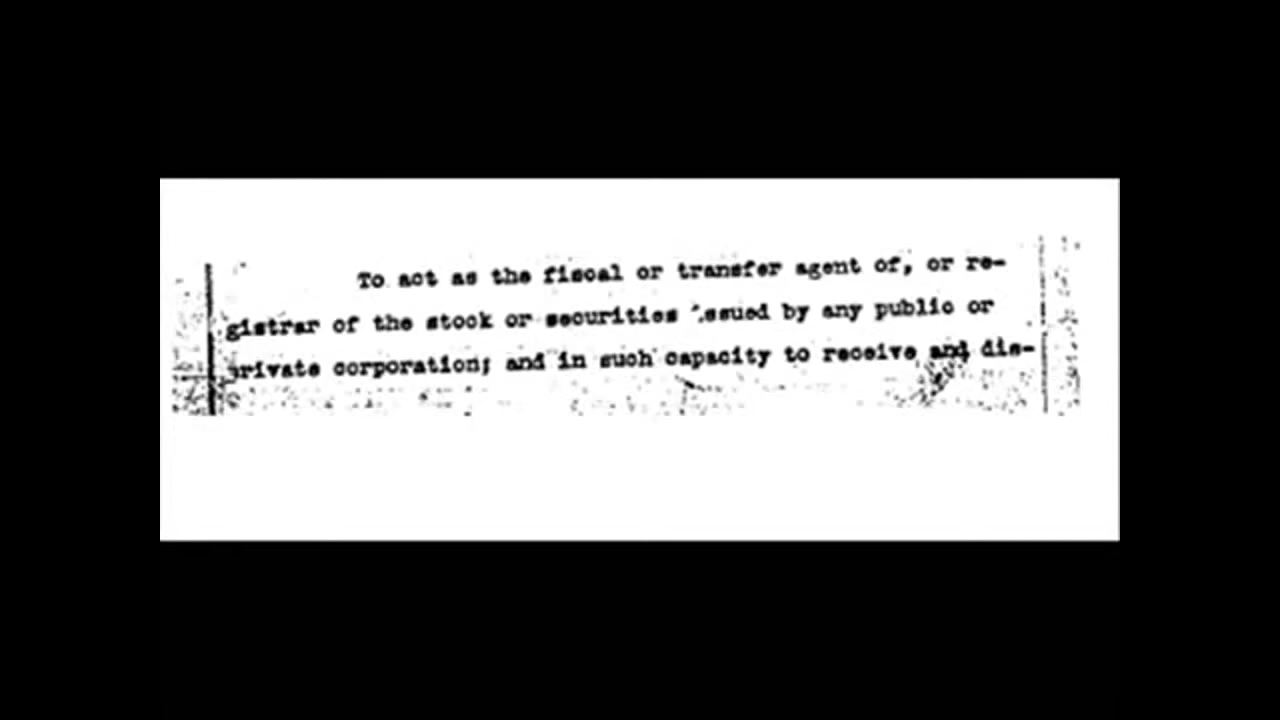 To act as the fiscal or transfer agent of, or re-
gistrar of the stock or securities issued by any public or
private corporation; and in such capacity to receive and dis-